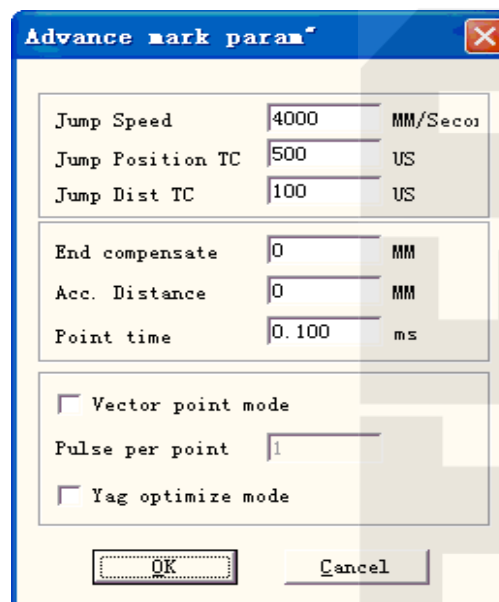 Advance mark param
Jump Speed 4000 MM/Seco
Jump Position TC 500 US
Jump Dist TC 100 US
End compensate 0 MM
Acc. Distance 0 MM
Point time 0.100 ms
Vector point mode
Pulse per point 1
Yag optimize mode
OK Cancel